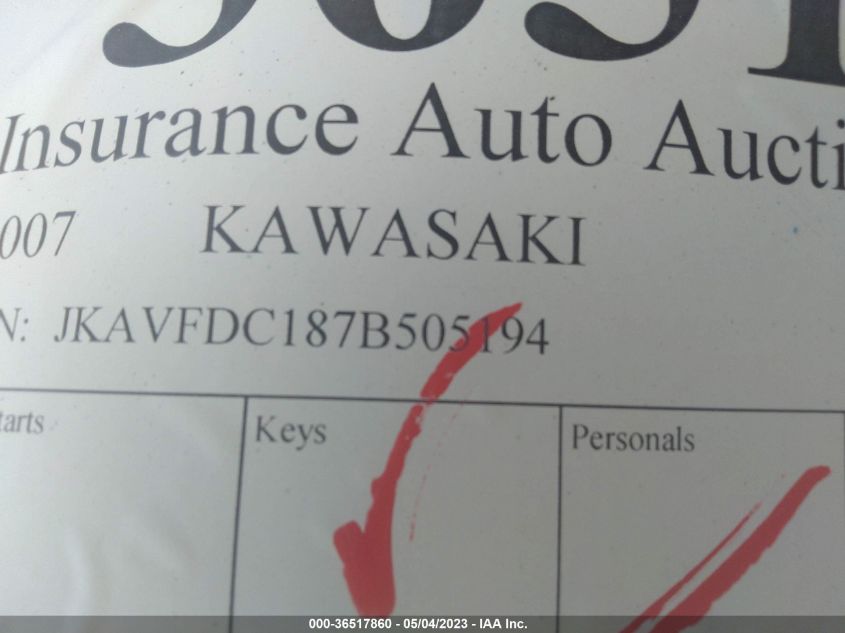 Insurance Auto Aucti
007 KAWASAKI
N: JKAVFDC187B505194
tarts Keys Personals
000-36517860 - 05/04/2023 - IAA Inc.